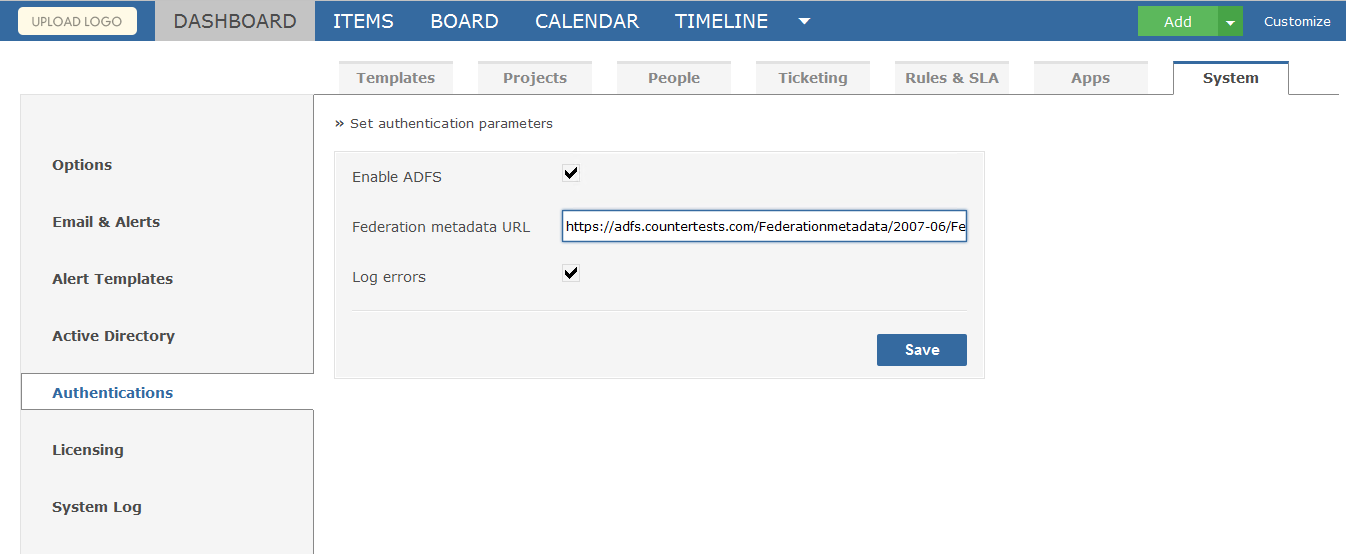 UPLOAD LOGO DASHBOARD ITEMS BOARD CALENDAR TIMELINE Add Customize
Templates Projects People Ticketing Rules & SLA Apps System
» Set authentication parameters
Options
Email & Alerts
Alert Templates
Active Directory
Authentications
Licensing
System Log
Enable ADFS
Federation metadata URL https://adfs.countertests.com/Federationmetadata/2007-06/Fe
Log errors
Save